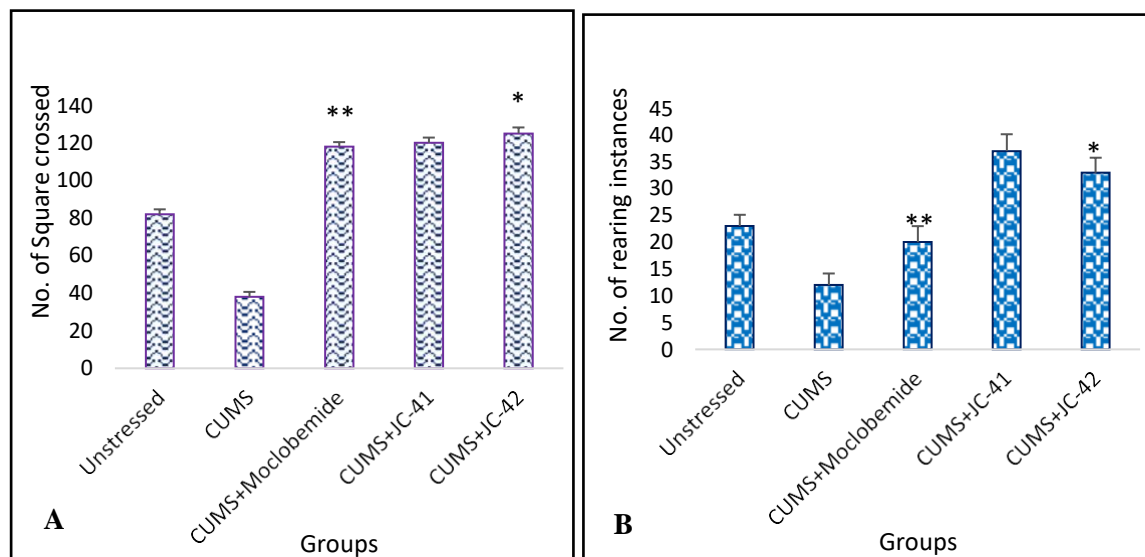 No. of Square crossed
140
120
100
80
60
40
20
0
**
*
Unstressed
CUMS
CUMS+Moclobemide
CUMS+JC-41
CUMS+JC-42
A
Groups
No. of rearing instances
45
40
35
30
25
20
15
10
5
0
**
*
Unstressed
CUMS
CUMS+Moclobemide
CUMS+JC-41
CUMS+JC-42
B
Groups